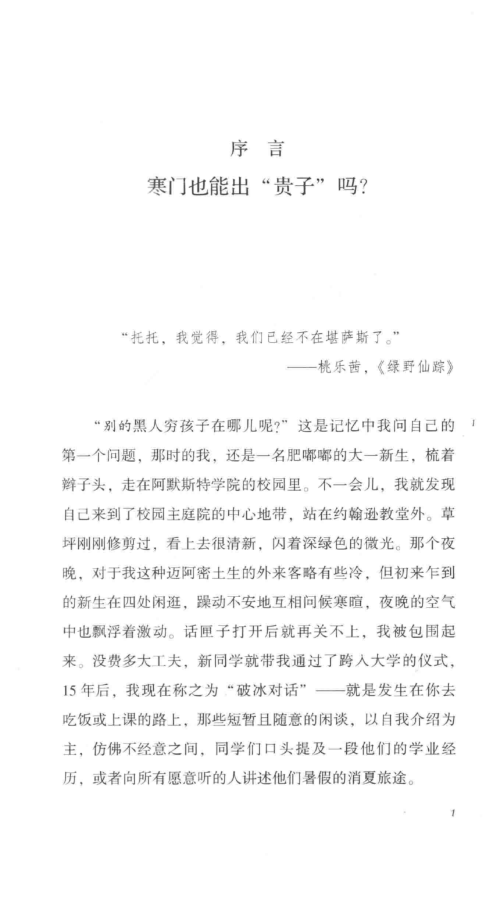 序 言
寒门也能出“贵子”吗？
“托托，我觉得，我们已经不在堪萨斯了。”
——桃乐茜，《绿野仙踪》
“别的黑人穷孩子在哪儿呢？”这是记忆中我问自己的
第一个问题，那时的我，还是一名肥嘟嘟的大一新生，梳着
辫子头，走在阿默斯特学院的校园里。不一会儿，我就发现
自己来到了校园主庭院的中心地带，站在约翰逊教堂外。草
坪刚刚修剪过，看上去很清新，闪着深绿色的微光。那个夜
晚，对于我这种迈阿密土生的外来客略有些冷，但初来乍到
的新生在四处闲逛，躁动不安地互相问候寒暄，夜晚的空气
中也飘浮着激动。话匣子打开后就再关不上，我被包围起
来。没费多大工夫，新同学就带我通过了跨入大学的仪式，
15 年后，我现在称之为“破冰对话”——就是发生在你去
吃饭或上课的路上，那些短暂且随意的闲谈，以自我介绍为
主，仿佛不经意之间，同学们口头提及一段他们的学业经
历，或者向所有愿意听的人讲述他们暑假的消夏旅途。
1